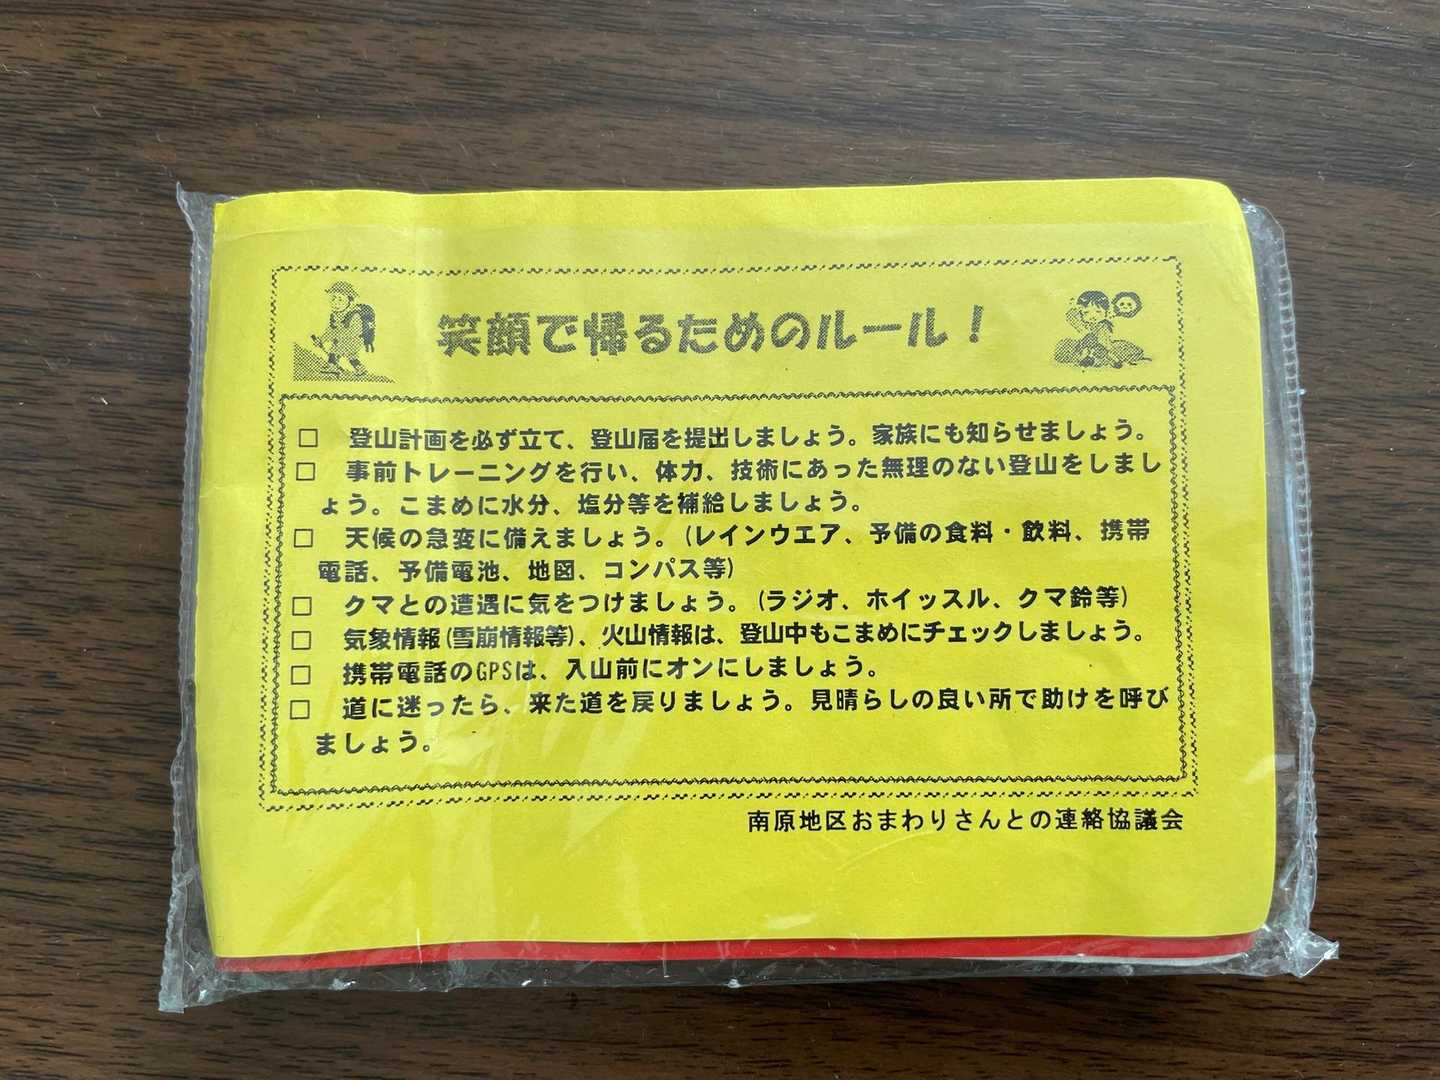 笑顔で帰るためのルール！
□ 登山計画を必ず立て、登山届を提出しましょう。家族にも知らせましょう。
□ 事前トレーニングを行い、体力、技術にあった無理のない登山をしまし
ょう。こまめに水分、塩分等を補給しましょう。
□ 天候の急変に備えましょう。(レインウエア、予備の食料・飲料、携帯
電話、予備電池、地図、コンパス等)
□ クマとの遭遇に気をつけましょう。(ラジオ、ホイッスル、クマ鈴等)
□ 気象情報(雪崩情報等)、火山情報は、登山中もこまめにチェックしましょう。
□ 携帯電話のGPSは、入山前にオンにしましょう。
□ 道に迷ったら、来た道を戻りましょう。見晴らしの良い所で助けを呼び
ましょう。
南原地区おまわりさんとの連絡協議会